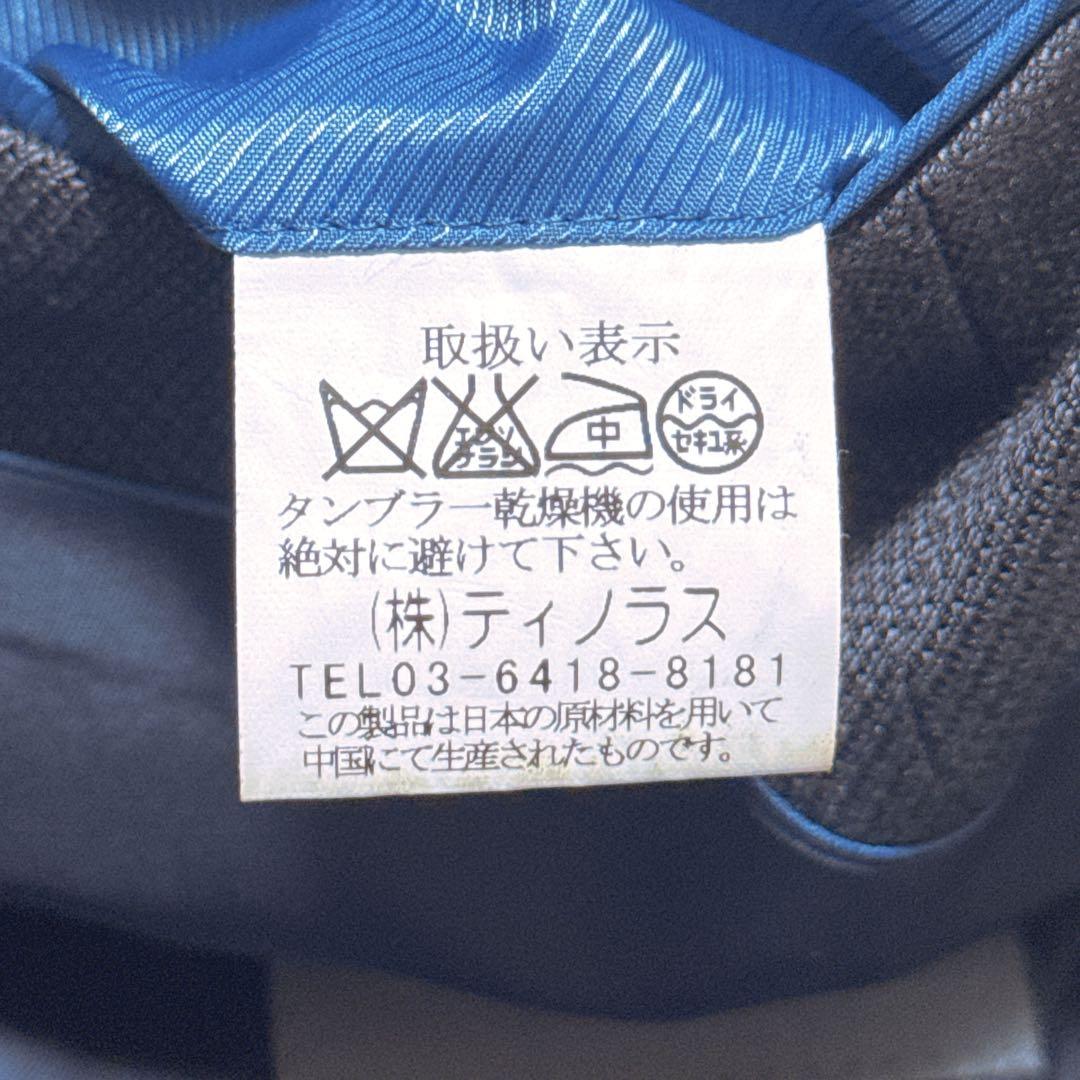 取扱い表示
エンソ
サラシ
中
ドライ
セキユ系
タンブラー乾燥機の使用は
絶対に避けて下さい。
(株)ティノラス
TEL03-6418-8181
この製品は日本の原材料を用いて
中国にて生産されたものです。